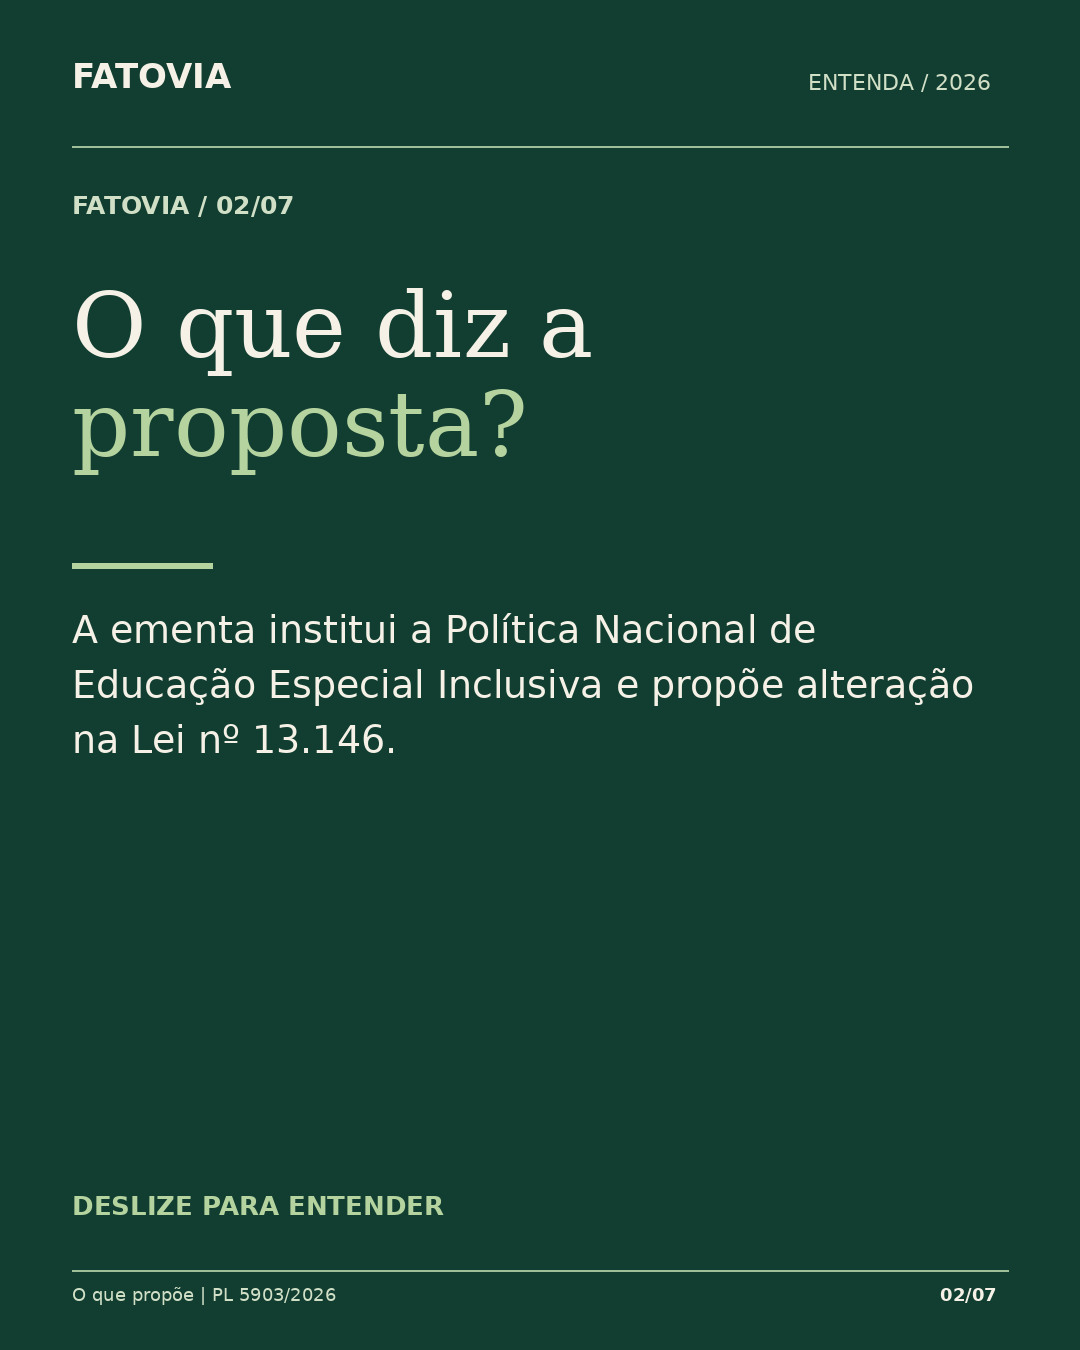 FATOVIA
ENTENDA / 2026
FATOVIA / 02/07
O que diz a
proposta?
A ementa institui a Política Nacional de
Educação Especial Inclusiva e propõe alteração
na Lei nº 13.146.
DESLIZE PARA ENTENDER
O que propõe | PL 5903/2026
02/07